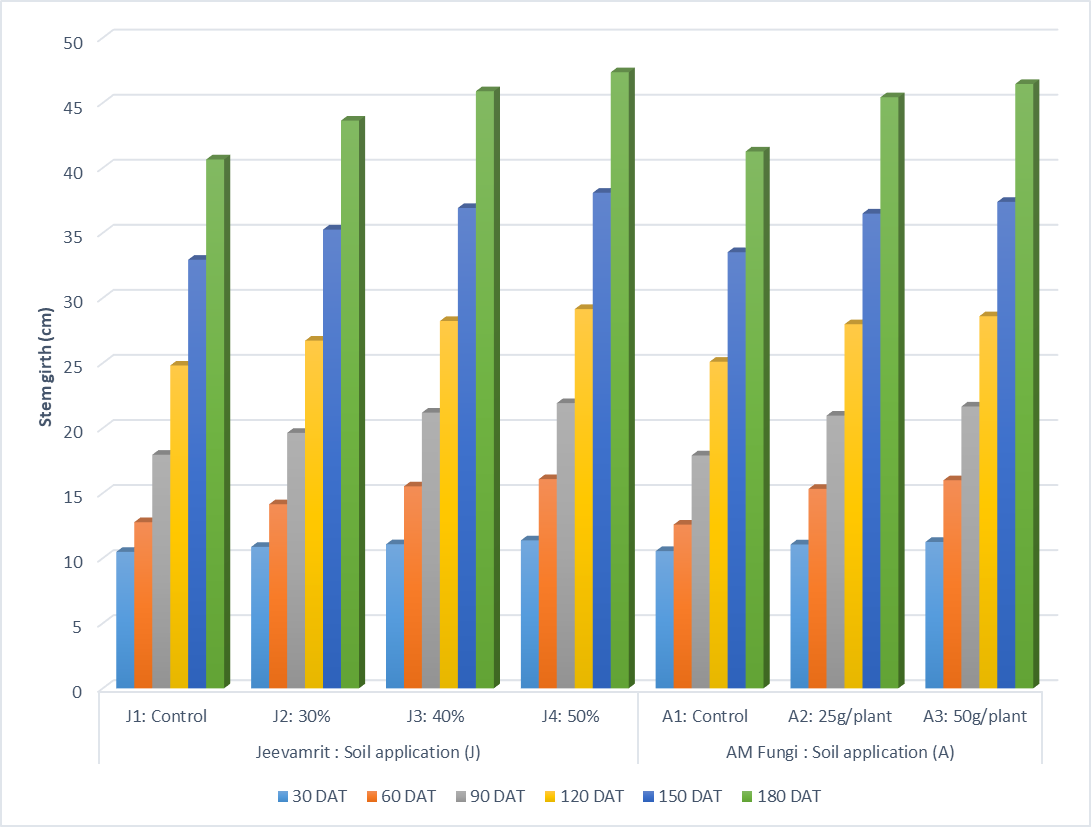 50
45
40
35
30
25
20
15
10
5
0
Stem girth (cm)
J1: Control J2: 30% J3: 40% J4: 50% A1: Control A2: 25g/plant A3: 50g/plant
Jeevamrit : Soil application (J) AM Fungi : Soil application (A)
30 DAT 60 DAT 90 DAT 120 DAT 150 DAT 180 DAT